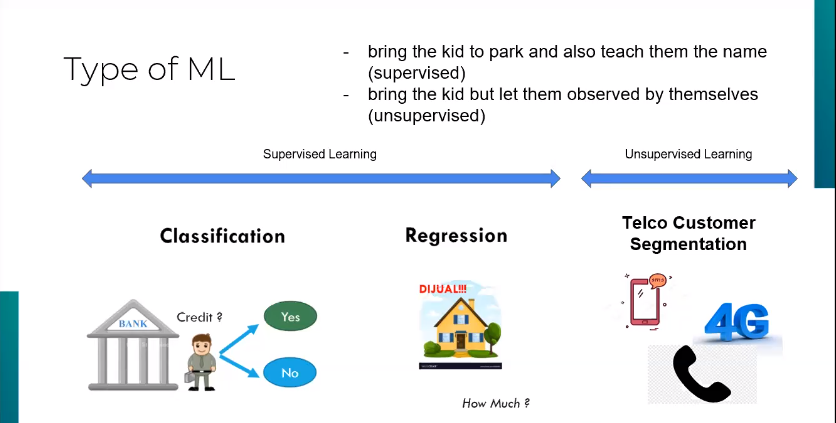 Type of ML
- bring the kid to park and also teach them the name
(supervised)
- bring the kid but let them observed by themselves
(unsupervised)
Supervised Learning
Unsupervised Learning
Classification
Regression
Telco Customer
Segmentation
BANK
Credit ?
Yes
No
DIJUAL!!!
How Much ?
4G